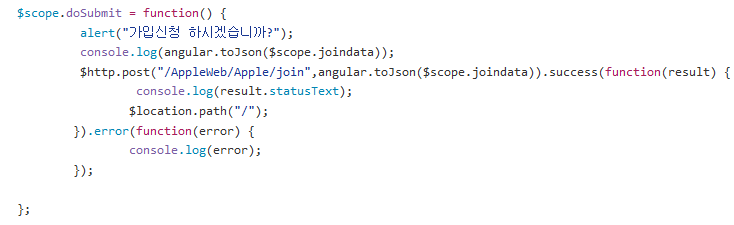 $scope.doSubmit = function() {
alert("가입신청 하시겠습니까?");
console.log(angular.toJson($scope.joindata));
$http.post("/AppleWeb/Apple/join",angular.toJson($scope.joindata)).success(function(result) {
console.log(result.statusText);
$location.path("/");
}).error(function(error) {
console.log(error);
});
};